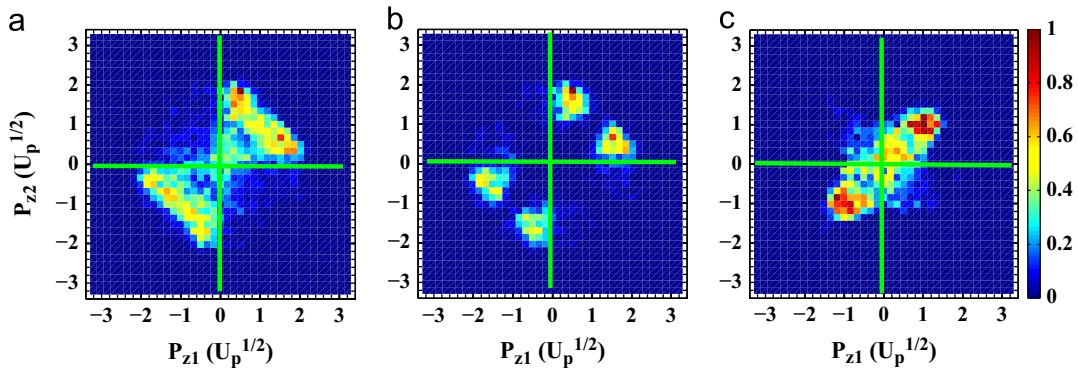 a b c
3 3 3 1
2 2 2 0.8
1 1 1 0.6
0 0 0 0.4
−1 −1 −1 0.2
−2 −2 −2
−3 −3 −3 0
P_z2 (U_p^1/2)
−3 −2 −1 0 1 2 3 −3 −2 −1 0 1 2 3 −3 −2 −1 0 1 2 3
P_z1 (U_p^1/2) P_z1 (U_p^1/2) P_z1 (U_p^1/2)